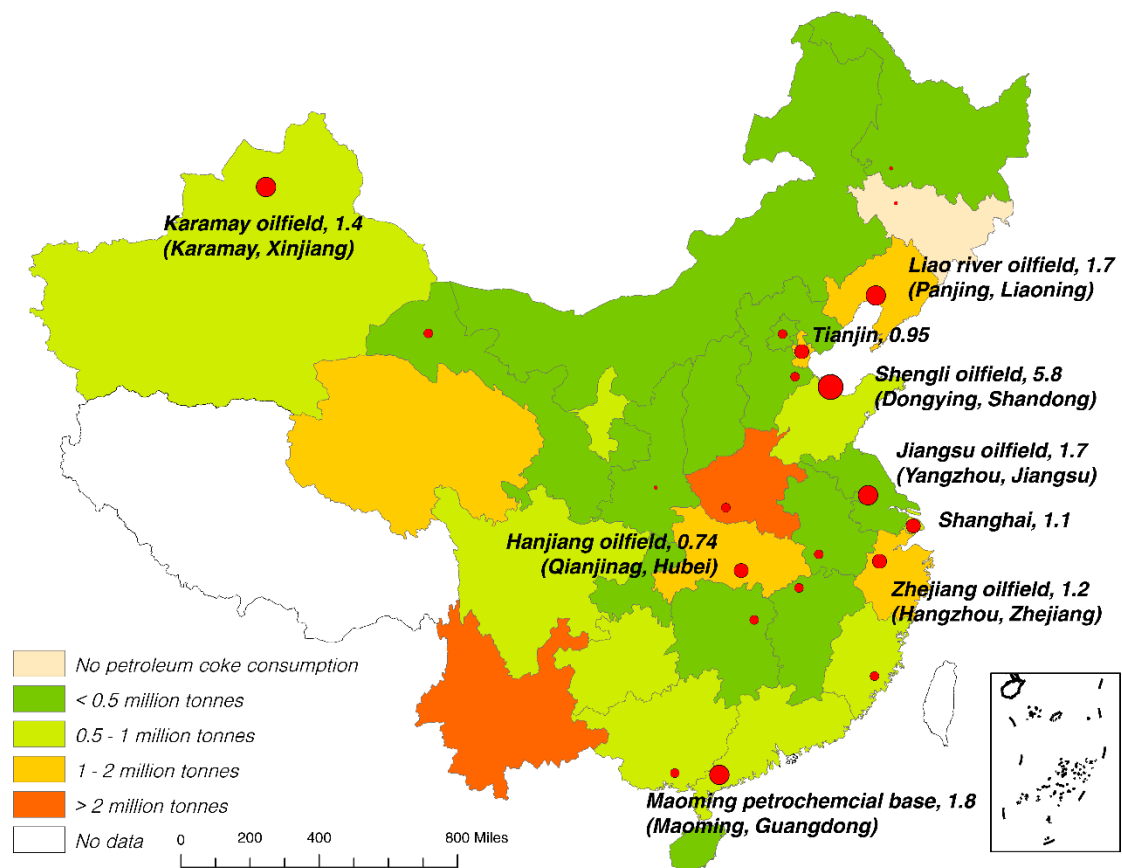 Karamay oilfield, 1.4
(Karamay, Xinjiang)
Liao river oilfield, 1.7
(Panjing, Liaoning)
Tianjin, 0.95
Shengli oilfield, 5.8
(Dongying, Shandong)
Jiangsu oilfield, 1.7
(Yangzhou, Jiangsu)
Shanghai, 1.1
Hanjiang oilfield, 0.74
(Qianjinag, Hubei)
Zhejiang oilfield, 1.2
(Hangzhou, Zhejiang)
Maoming petrochemcial base, 1.8
(Maoming, Guangdong)
No petroleum coke consumption
< 0.5 million tonnes
0.5 - 1 million tonnes
1 - 2 million tonnes
> 2 million tonnes
No data
0 200 400 800 Miles